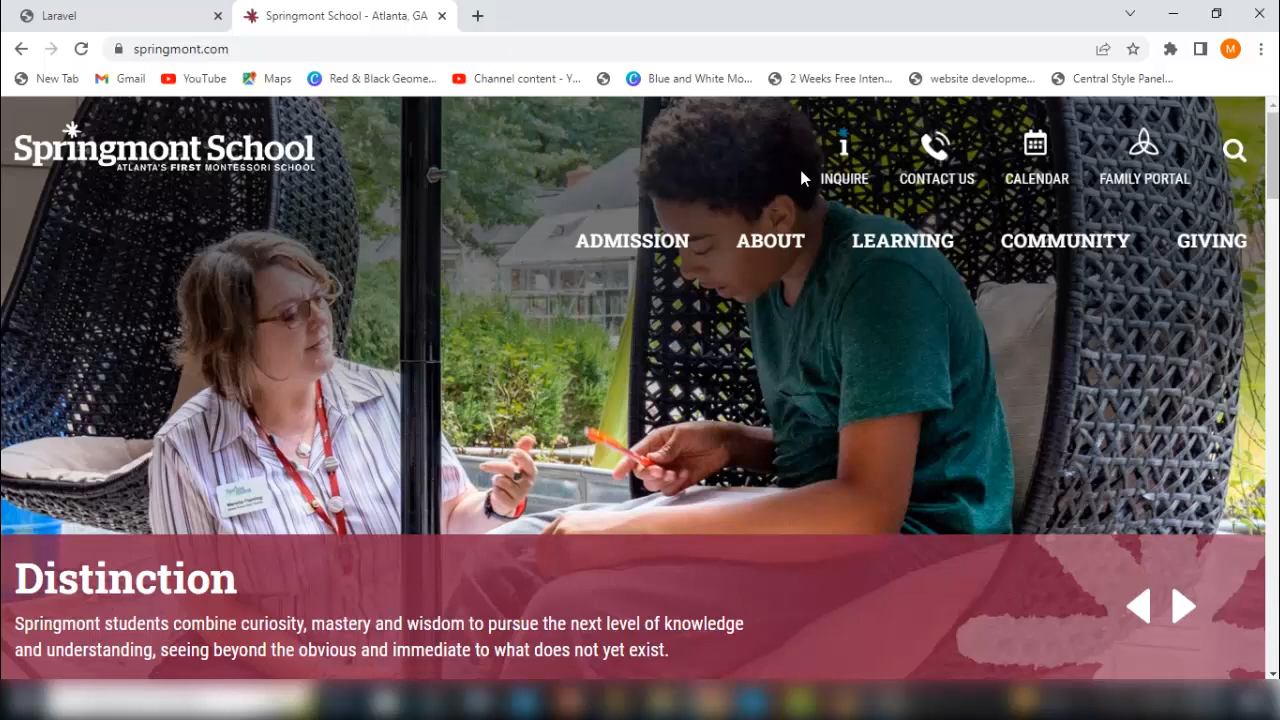 Laravel
Springmont School - Atlanta, GA
springmont.com
M
New Tab
Gmail
YouTube
Maps
Red & Black Geome...
Channel content - Y...
Blue and White Mo...
2 Weeks Free Inten...
website developme...
Central Style Panel...
Springmont School
ATLANTA'S FIRST MONTESSORI SCHOOL
INQUIRE
CONTACT US
CALENDAR
FAMILY PORTAL
ADMISSION
ABOUT
LEARNING
COMMUNITY
GIVING
Distinction
Springmont students combine curiosity, mastery and wisdom to pursue the next level of knowledge
and understanding, seeing beyond the obvious and immediate to what does not yet exist.